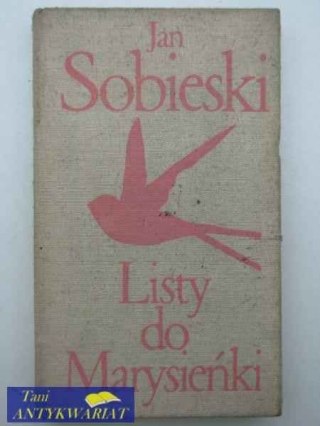 Jan
Sobieski
Listy
do
Marysieńki
Tani
ANTYKWARIAT